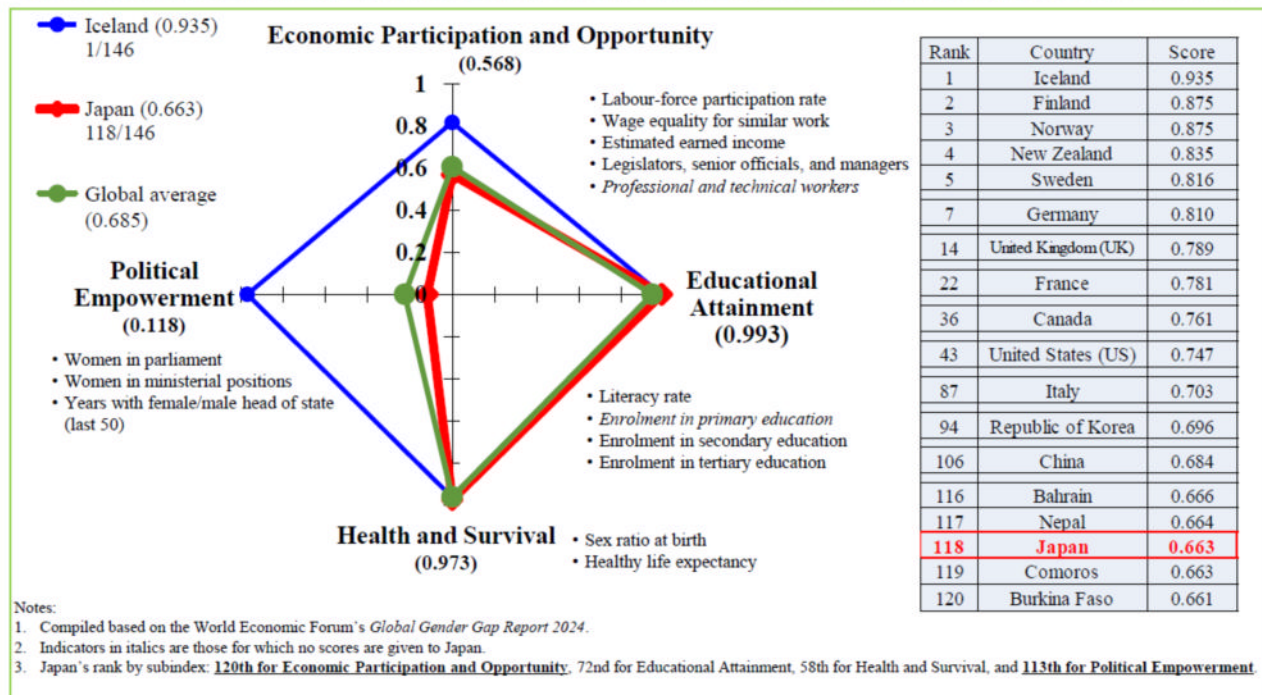 Iceland (0.935)
1/146
Japan (0.663)
118/146
Global average
(0.685)
Economic Participation and Opportunity
(0.568)
1
0.8
0.6
0.4
0.2
0
• Labour-force participation rate
• Wage equality for similar work
• Estimated earned income
• Legislators, senior officials, and managers
• Professional and technical workers
Political
Empowerment
(0.118)
• Women in parliament
• Women in ministerial positions
• Years with female/male head of state
(last 50)
Educational
Attainment
(0.993)
• Literacy rate
• Enrolment in primary education
• Enrolment in secondary education
• Enrolment in tertiary education
Health and Survival
(0.973)
• Sex ratio at birth
• Healthy life expectancy
Rank Country Score
1 Iceland 0.935
2 Finland 0.875
3 Norway 0.875
4 New Zealand 0.835
5 Sweden 0.816
7 Germany 0.810
14 United Kingdom (UK) 0.789
22 France 0.781
36 Canada 0.761
43 United States (US) 0.747
87 Italy 0.703
94 Republic of Korea 0.696
106 China 0.684
116 Bahrain 0.666
117 Nepal 0.664
118 Japan 0.663
119 Comoros 0.663
120 Burkina Faso 0.661
Notes:
1. Compiled based on the World Economic Forum's Global Gender Gap Report 2024.
2. Indicators in italics are those for which no scores are given to Japan.
3. Japan's rank by subindex: 120th for Economic Participation and Opportunity, 72nd for Educational Attainment, 58th for Health and Survival, and 113th for Political Empowerment.